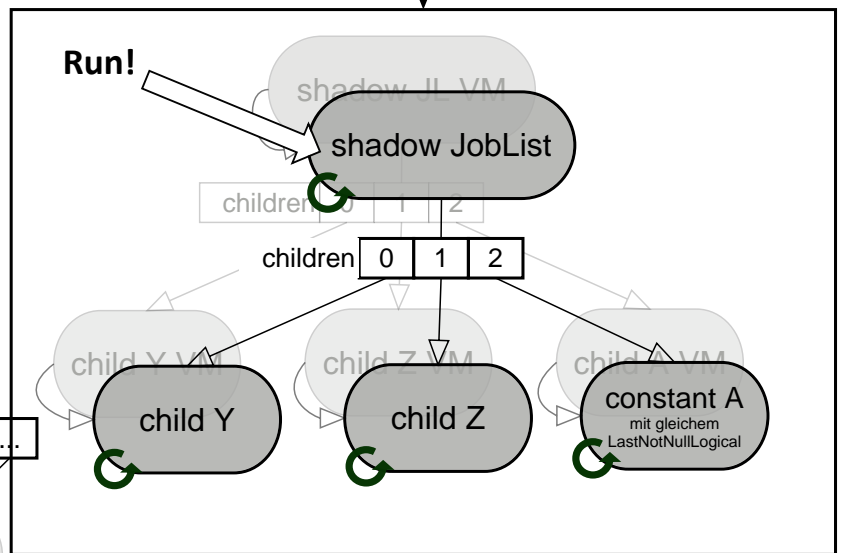 Run!
shadow JL VM
shadow JobList
children 0 1 2
children 0 1 2
child Y VM
child Z VM
child A VM
child Y
child Z
constant A
mit gleichem
LastNotNullLogical
...